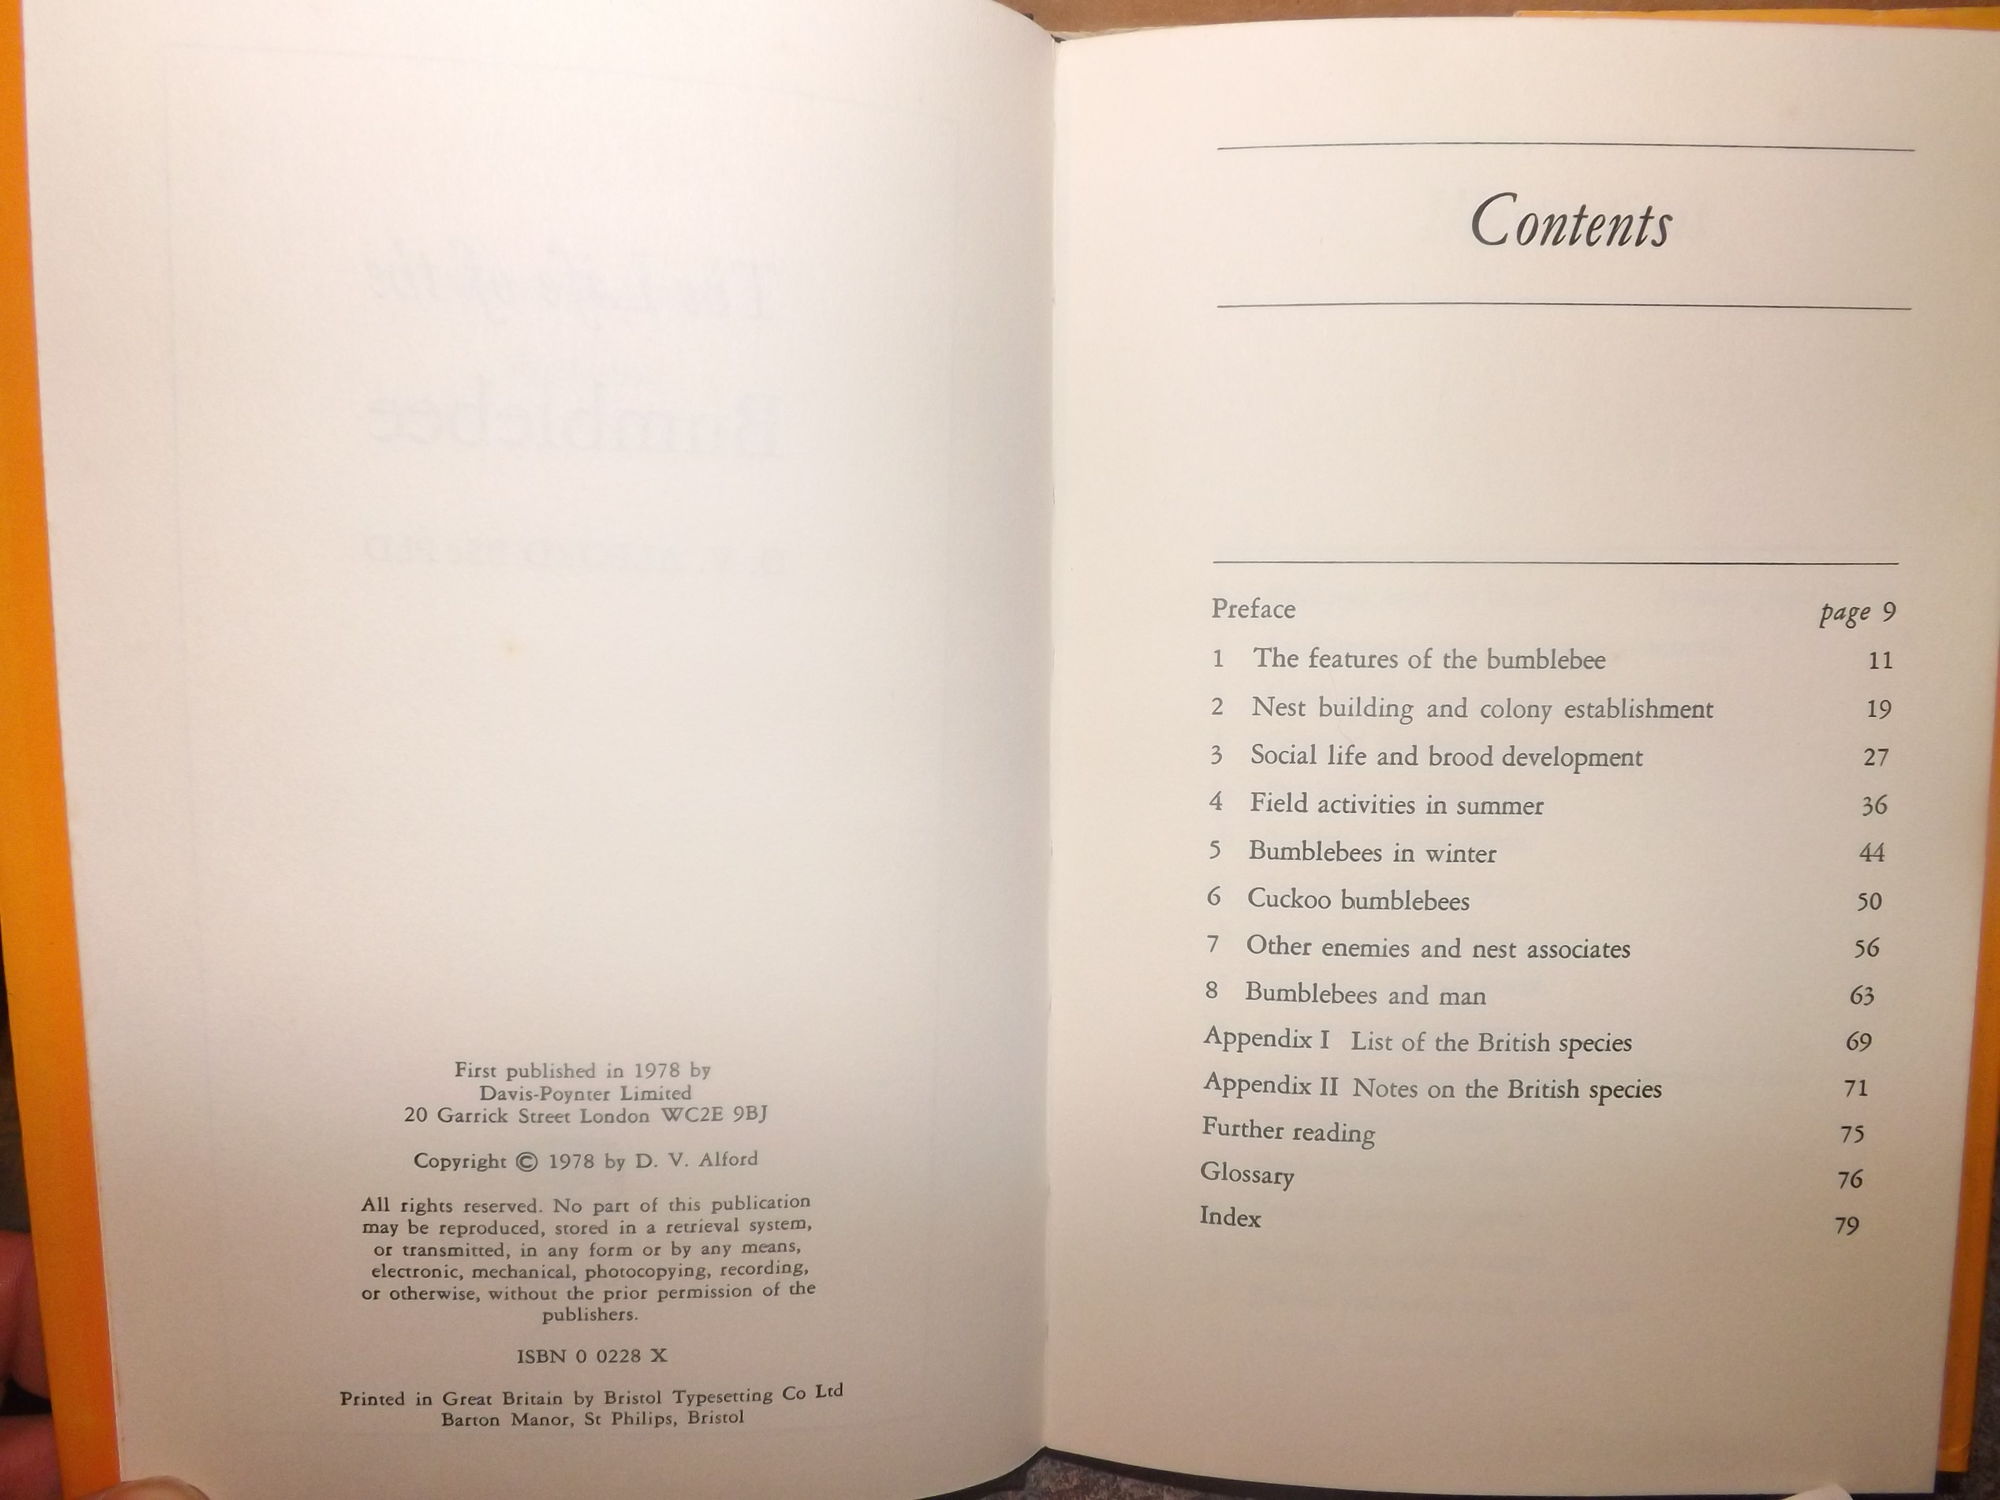 First published in 1978 by
Davis-Poynter Limited
20 Garrick Street London WC2E 9BJ
Copyright © 1978 by D. V. Alford
All rights reserved. No part of this publication
may be reproduced, stored in a retrieval system,
or transmitted, in any form or by any means,
electronic, mechanical, photocopying, recording,
or otherwise, without the prior permission of the
publishers.
ISBN 0 0228 X
Printed in Great Britain by Bristol Typesetting Co Ltd
Barton Manor, St Philips, Bristol
Contents
Preface page 9
1 The features of the bumblebee 11
2 Nest building and colony establishment 19
3 Social life and brood development 27
4 Field activities in summer 36
5 Bumblebees in winter 44
6 Cuckoo bumblebees 50
7 Other enemies and nest associates 56
8 Bumblebees and man 63
Appendix I List of the British species 69
Appendix II Notes on the British species 71
Further reading 75
Glossary 76
Index 79